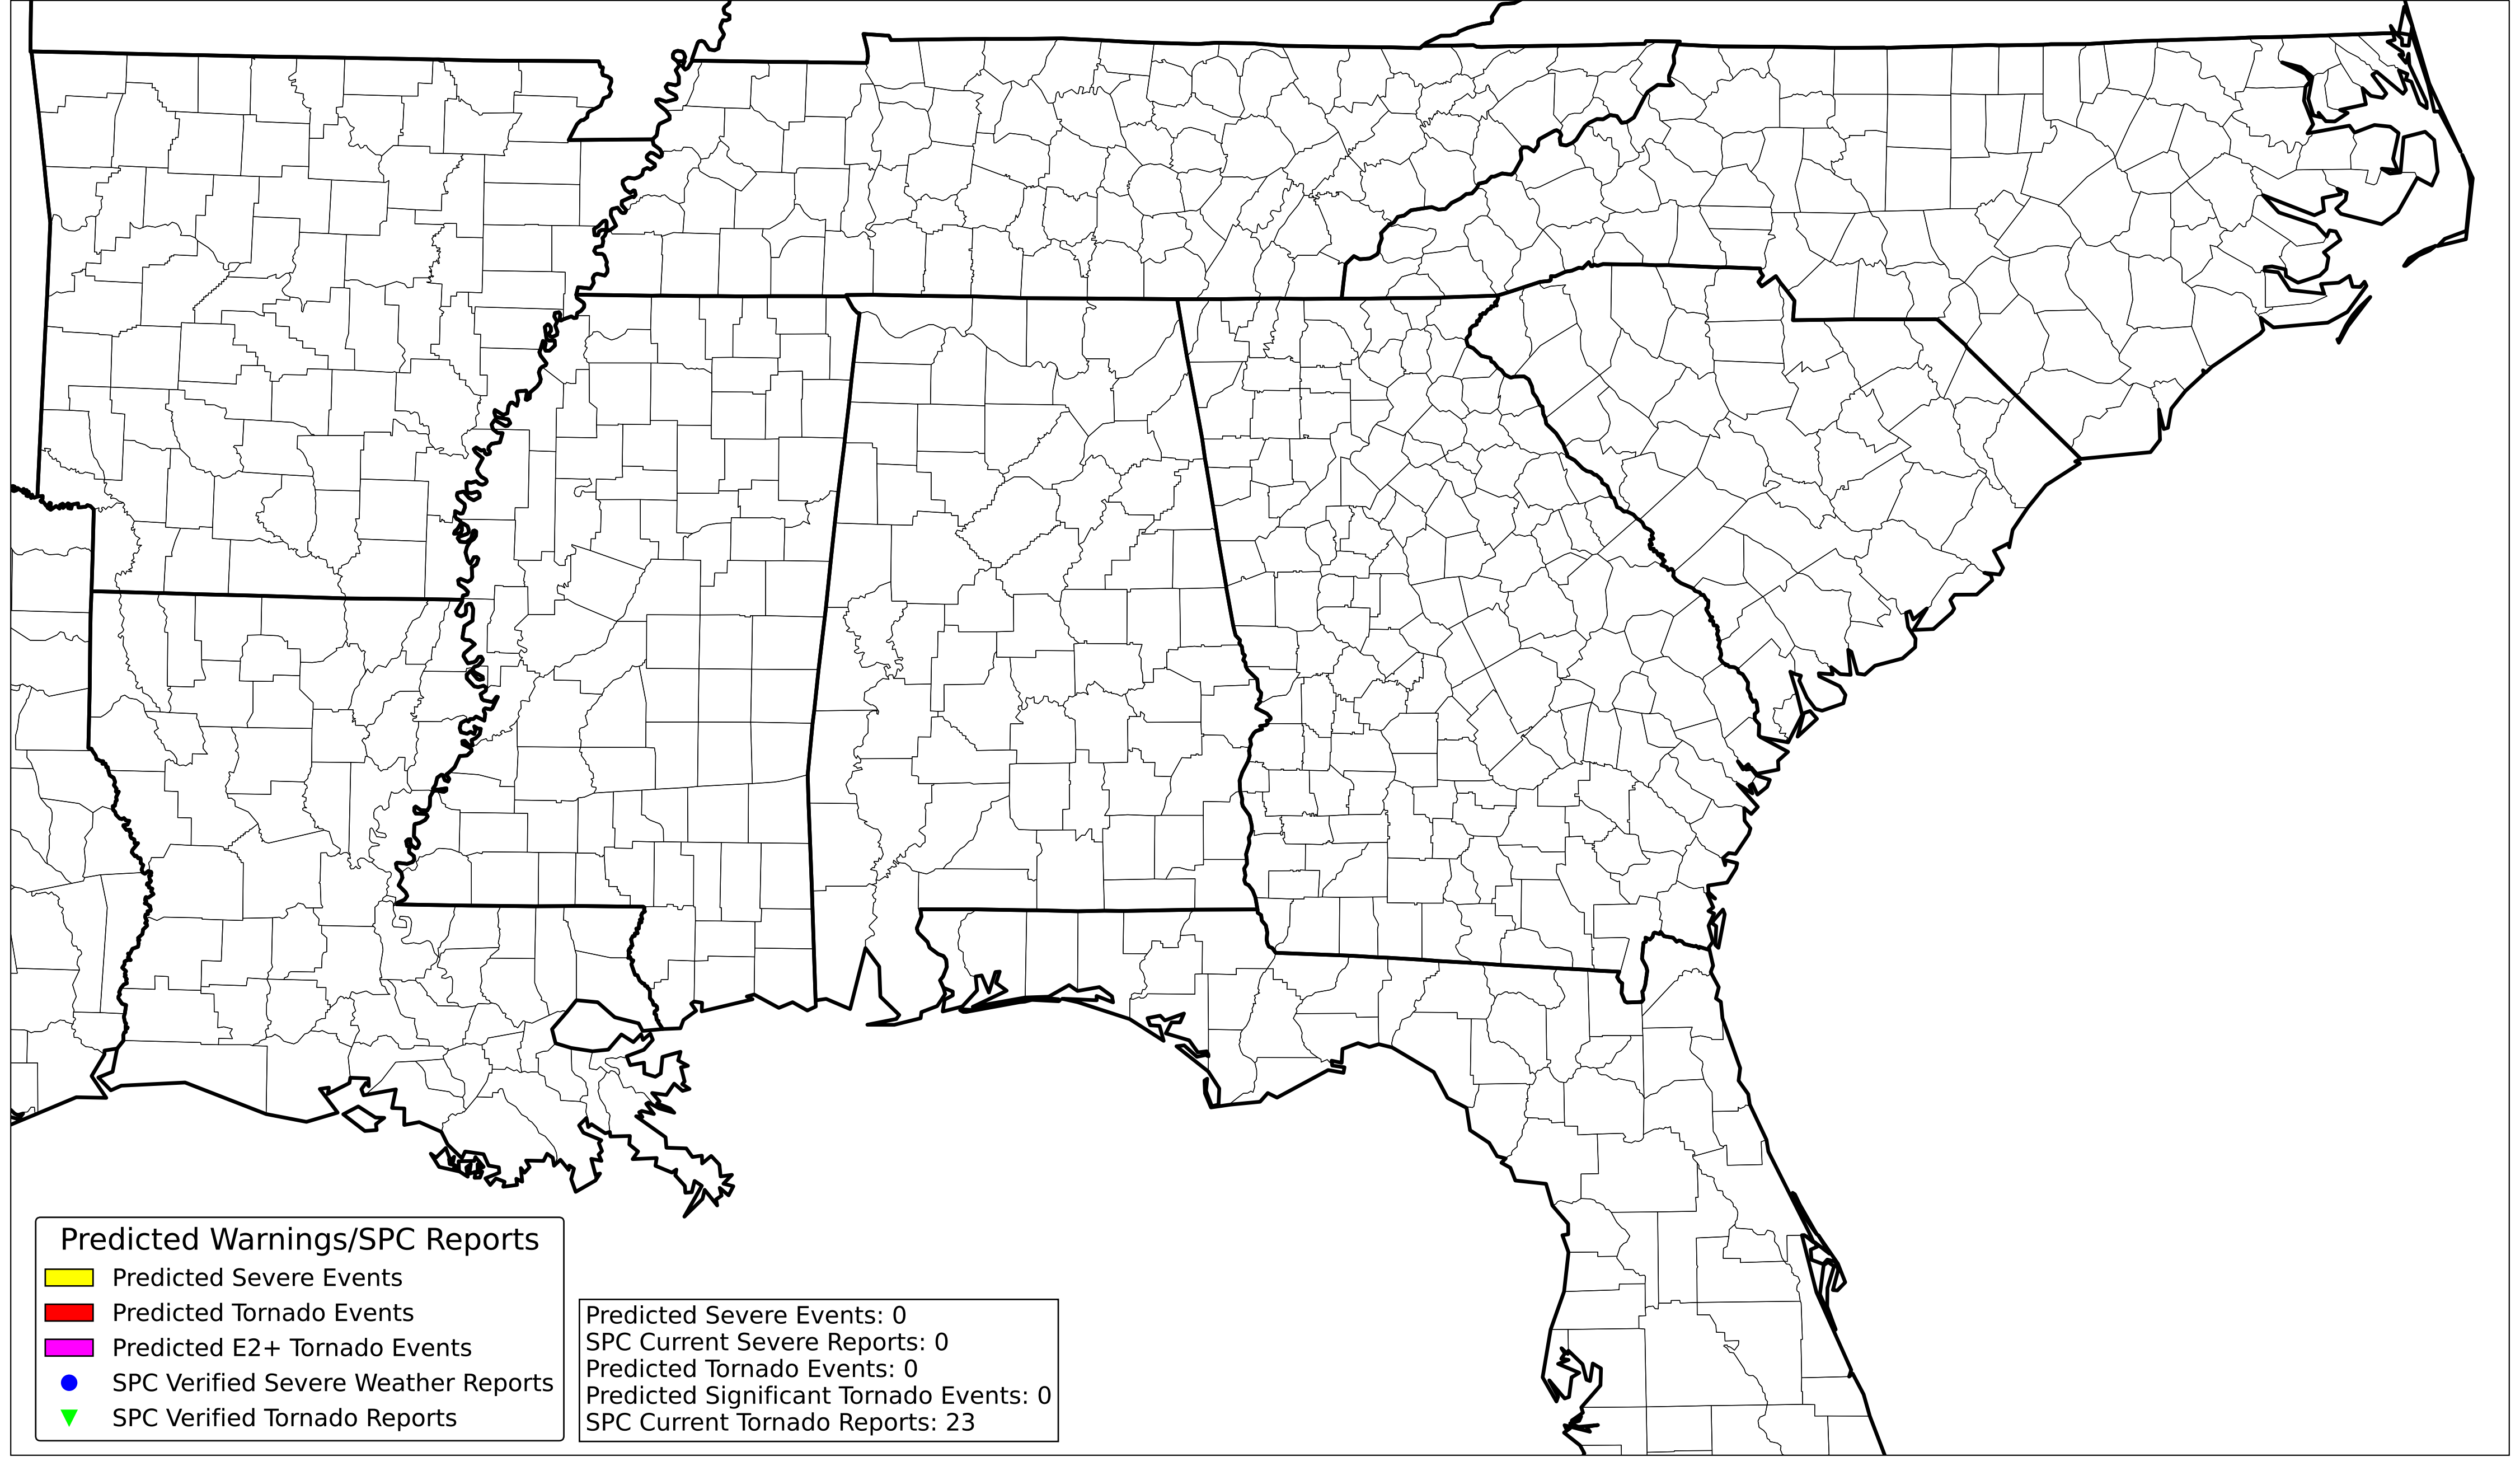 Predicted Warnings/SPC Reports
Predicted Severe Events
Predicted Tornado Events
Predicted E2+ Tornado Events
SPC Verified Severe Weather Reports
SPC Verified Tornado Reports
Predicted Severe Events: 0
SPC Current Severe Reports: 0
Predicted Tornado Events: 0
Predicted Significant Tornado Events: 0
SPC Current Tornado Reports: 23